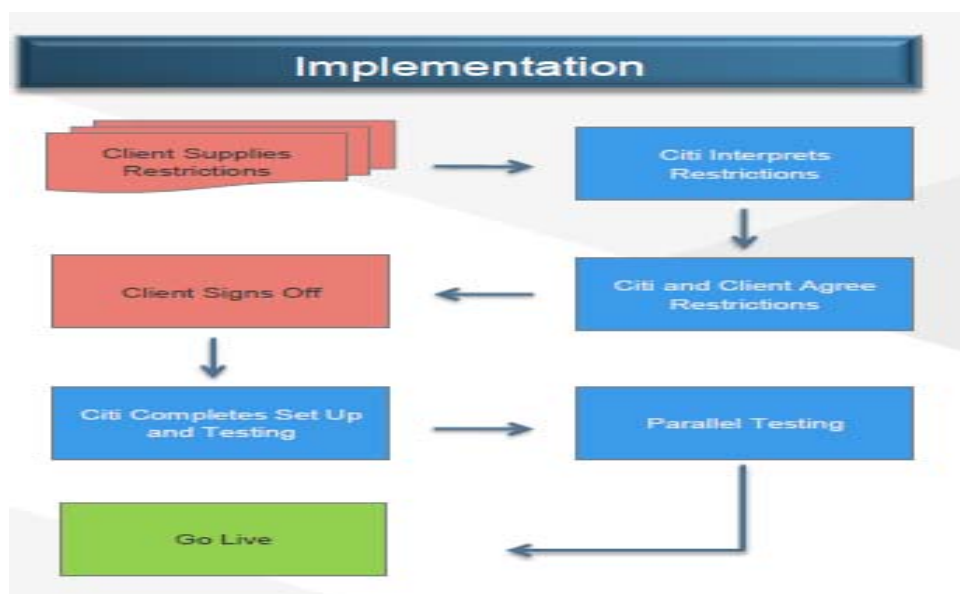 Implementation
Client Supplies
Restrictions
Citi Interprets
Restrictions
Citi and Client Agree
Restrictions
Client Signs Off
Citi Completes Set Up
and Testing
Parallel Testing
Go Live